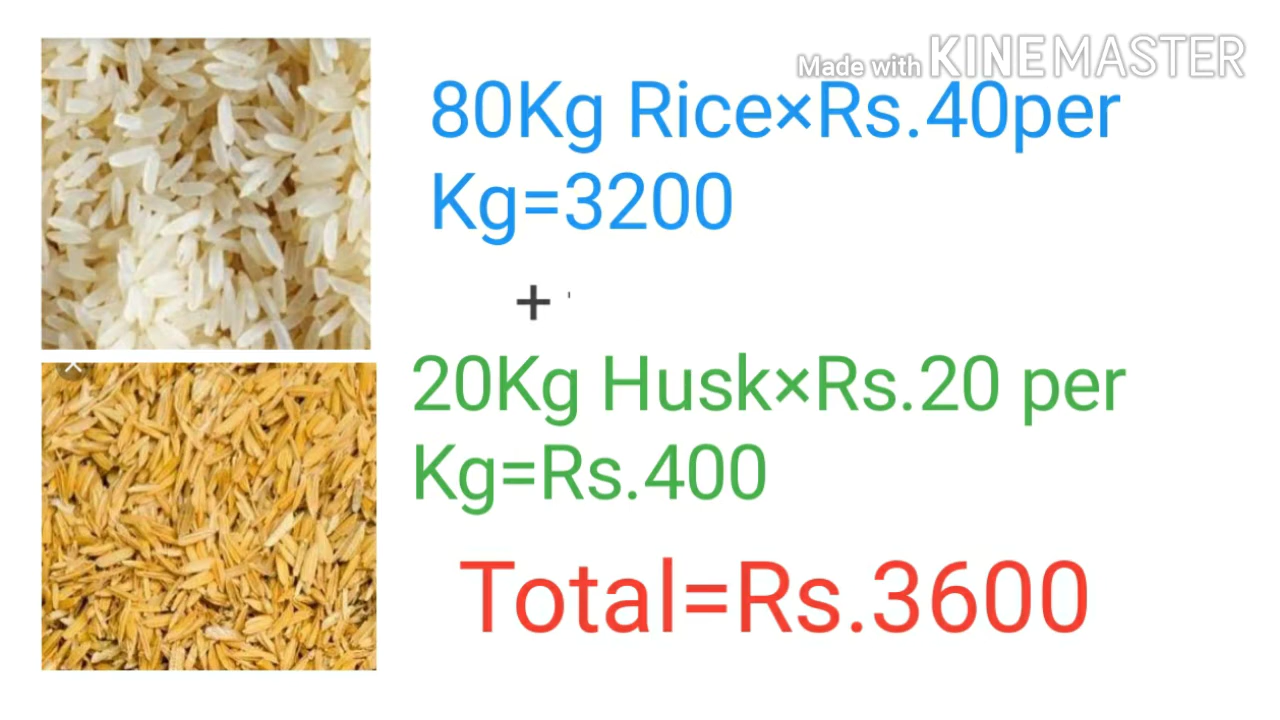 Made with KINEMASTER
80Kg Rice×Rs.40per
Kg=3200
+
20Kg Husk×Rs.20 per
Kg=Rs.400
Total=Rs.3600